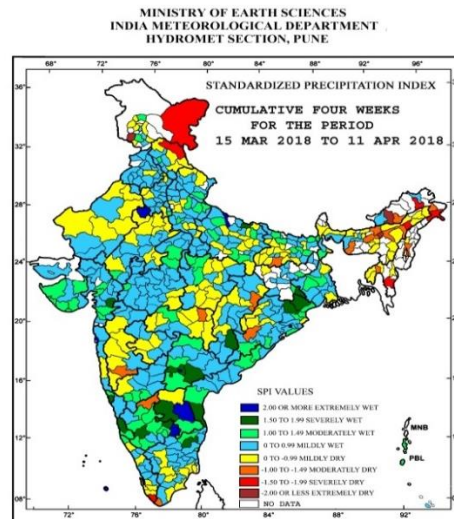 MINISTRY OF EARTH SCIENCES
INDIA METEOROLOGICAL DEPARTMENT
HYDROMET SECTION, PUNE
68° 72° 76° 80° 84° 88° 92° 96°
STANDARDIZED PRECIPITATION INDEX
CUMULATIVE FOUR WEEKS
FOR THE PERIOD
15 MAR 2018 TO 11 APR 2018
36°
32°
28°
24°
20°
16°
12°
08°
SPI VALUES
2.00 OR MORE EXTREMELY WET
1.50 TO 1.99 SEVERELY WET
1.00 TO 1.49 MODERATELY WET
0 TO 0.99 MILDLY WET
0 TO -0.99 MILDLY DRY
-1.00 TO -1.49 MODERATELY DRY
-1.50 TO -1.99 SEVERELY DRY
-2.00 OR LESS EXTREMELY DRY
NO DATA
MNB
PBL
72° 76° 80° 84° 88° 92°